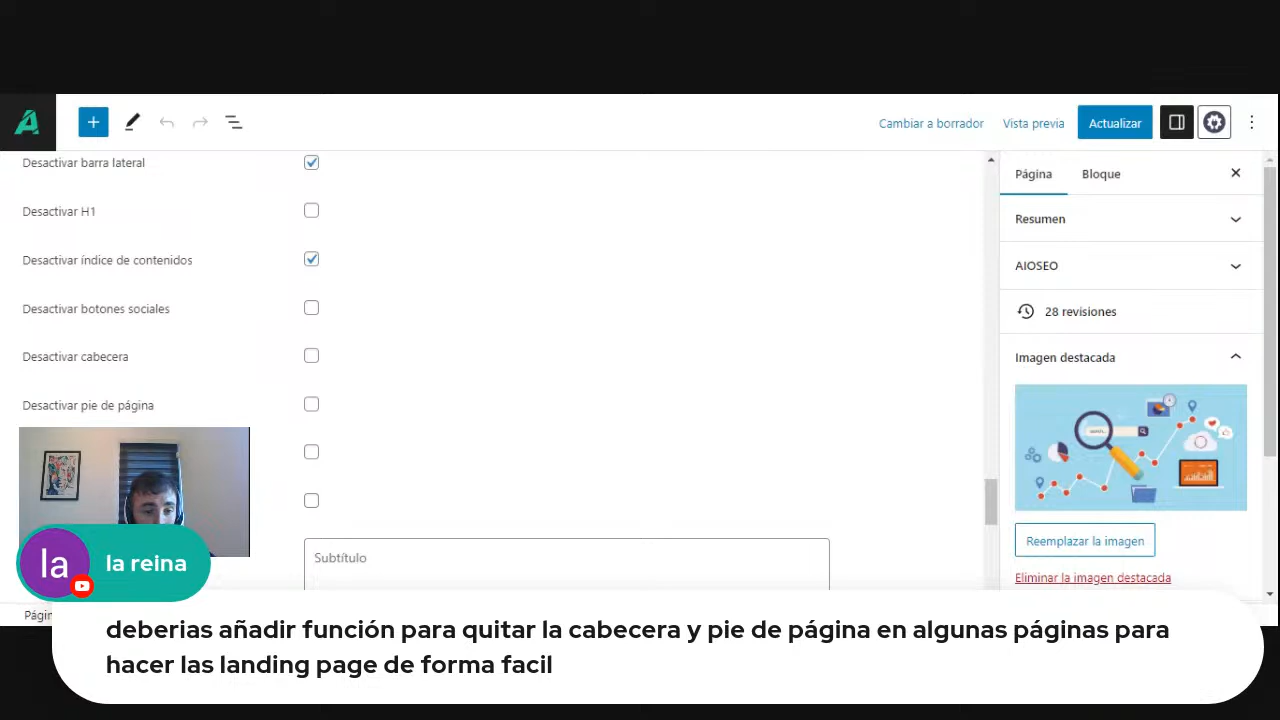 Cambiar a borrador Vista previa Actualizar
Desactivar barra lateral
Desactivar H1
Desactivar índice de contenidos
Desactivar botones sociales
Desactivar cabecera
Desactivar pie de página
Subtítulo
Página Bloque
Resumen
AIOSEO
28 revisiones
Imagen destacada
Reemplazar la imagen
Eliminar la imagen destacada
la la reina
deberias añadir función para quitar la cabecera y pie de página en algunas páginas para
hacer las landing page de forma facil